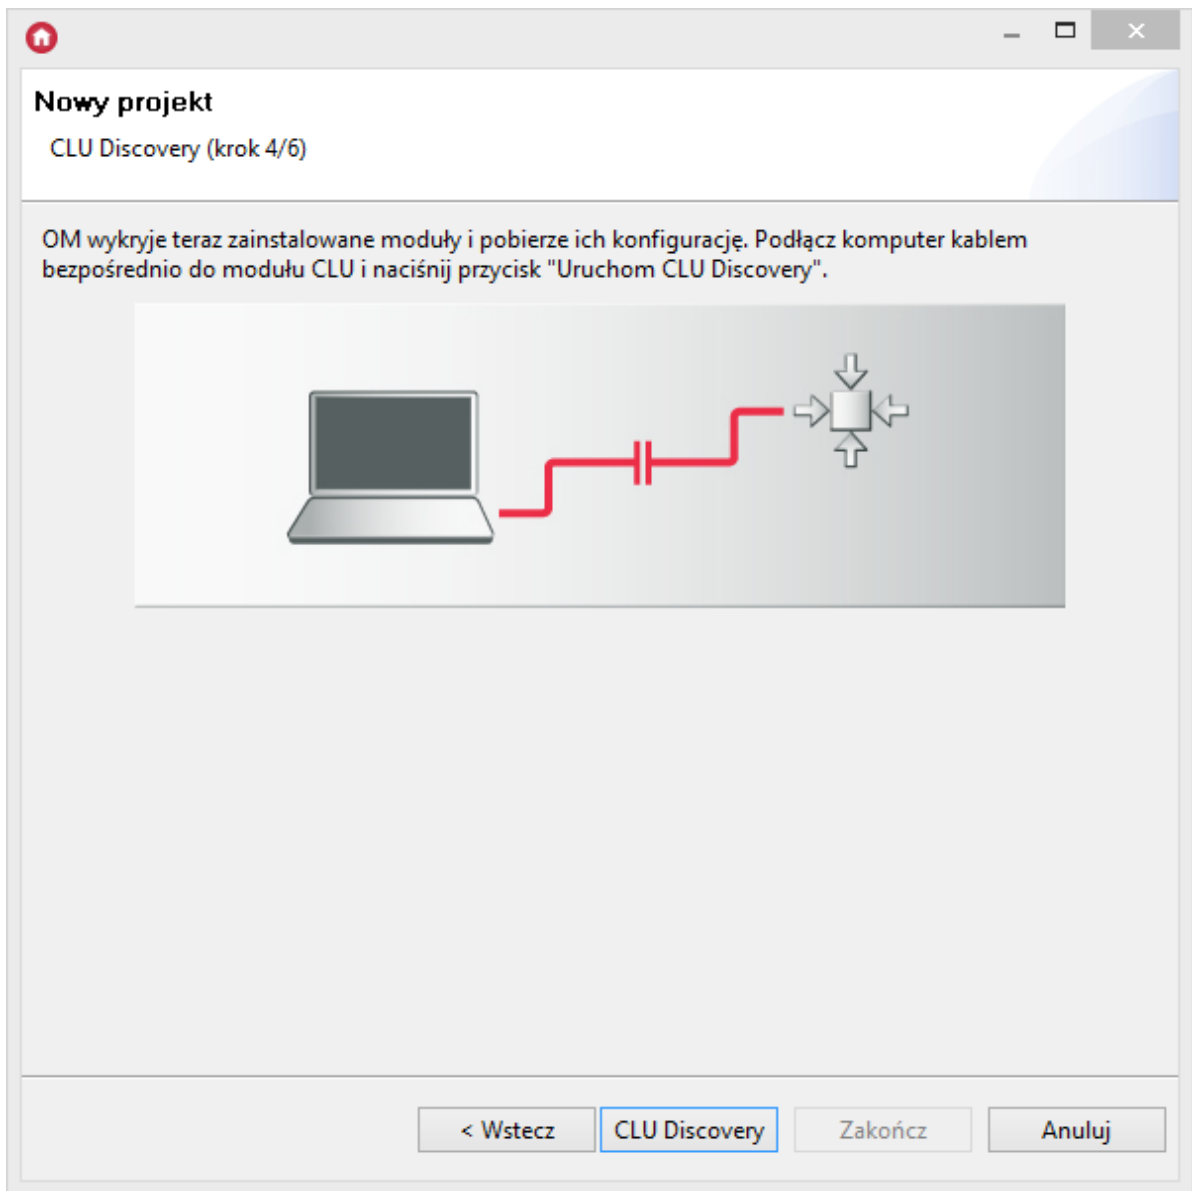 Nowy projekt
CLU Discovery (krok 4/6)
OM wykryje teraz zainstalowane moduły i pobierze ich konfigurację. Podłącz komputer kablem
bezpośrednio do modułu CLU i naciśnij przycisk "Uruchom CLU Discovery".
< Wstecz
CLU Discovery
Zakończ
Anuluj